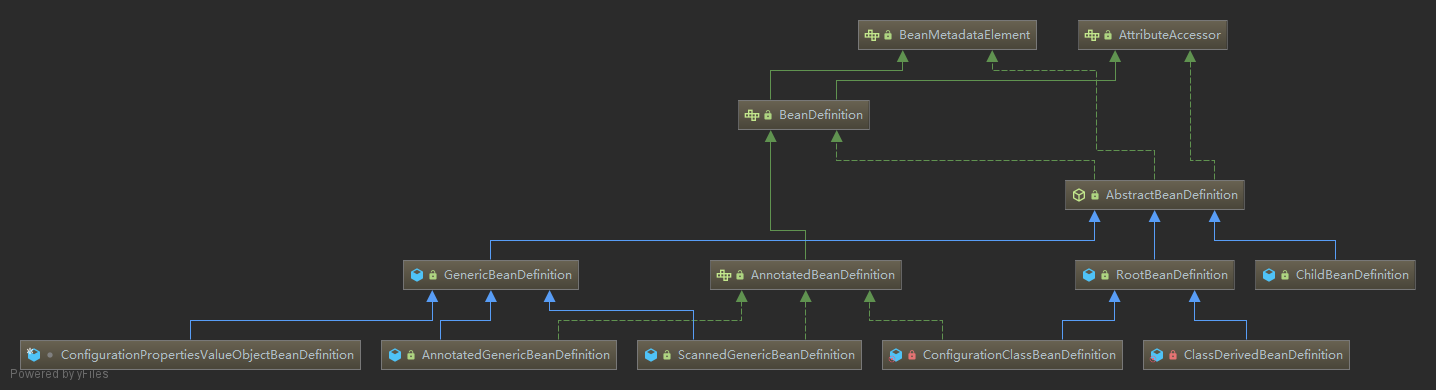 BeanMetadataElement
AttributeAccessor
BeanDefinition
AbstractBeanDefinition
GenericBeanDefinition
AnnotatedBeanDefinition
RootBeanDefinition
ChildBeanDefinition
ConfigurationPropertiesValueObjectBeanDefinition
AnnotatedGenericBeanDefinition
ScannedGenericBeanDefinition
ConfigurationClassBeanDefinition
ClassDerivedBeanDefinition
Powered by yFiles